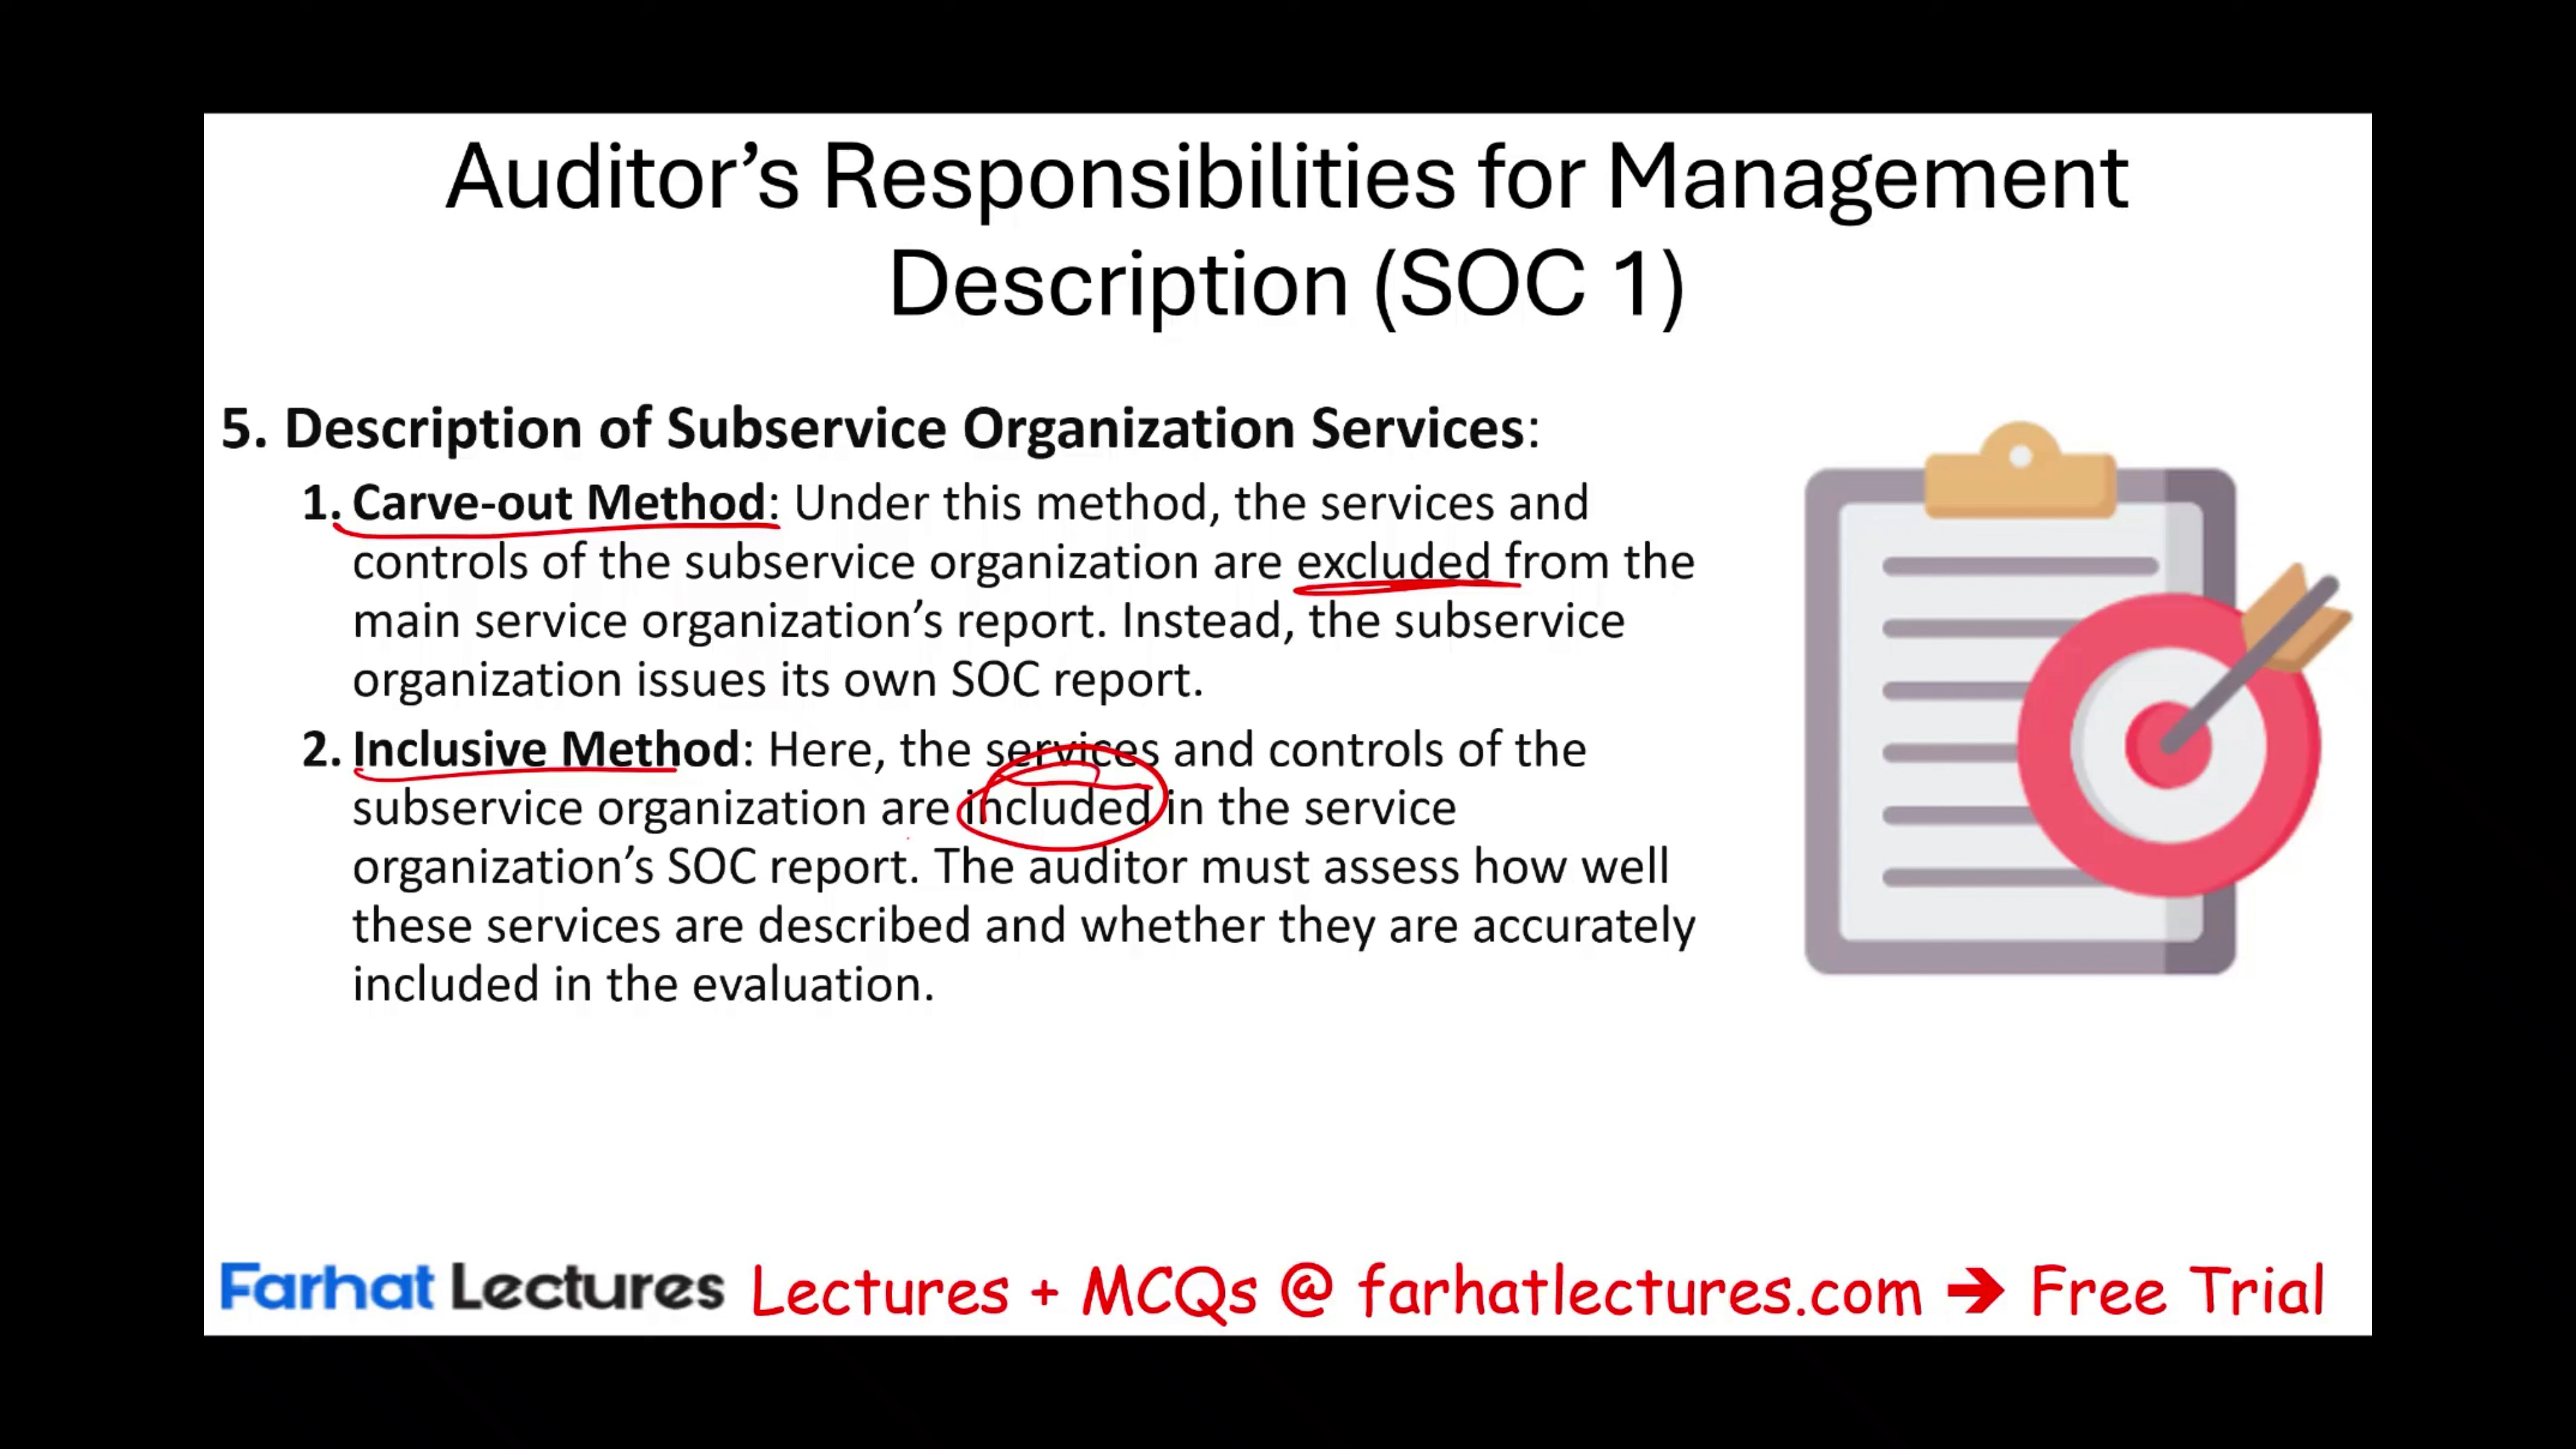 Auditor’s Responsibilities for Management
Description (SOC 1)
5. Description of Subservice Organization Services:
1. Carve-out Method: Under this method, the services and
controls of the subservice organization are excluded from the
main service organization’s report. Instead, the subservice
organization issues its own SOC report.
2. Inclusive Method: Here, the services and controls of the
subservice organization are included in the service
organization’s SOC report. The auditor must assess how well
these services are described and whether they are accurately
included in the evaluation.
Farhat Lectures Lectures + MCQs @ farhatlectures.com ➔ Free Trial